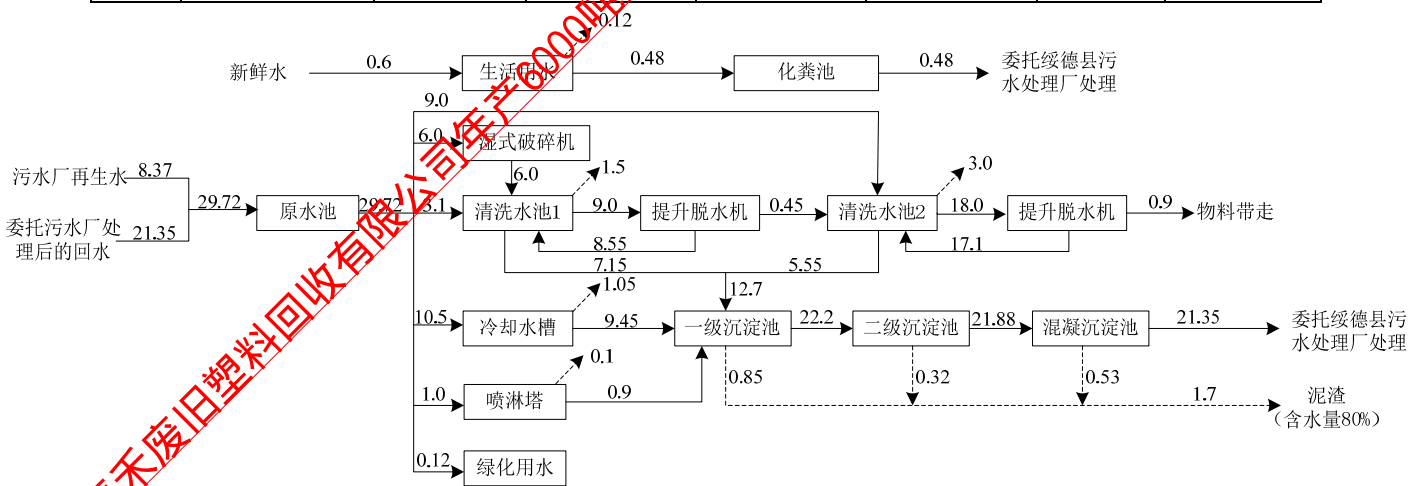 0.12
新鲜水
0.6
生活用水
0.48
化粪池
0.48
委托绥德县污
水处理厂处理
9.0
6.0
湿式破碎机
6.0
1.5
3.0
污水厂再生水
8.37
29.72
原水池
29.72
3.1
清洗水池1
9.0
提升脱水机
0.45
清洗水池2
18.0
提升脱水机
0.9
物料带走
委托污水厂处
理后的回水
21.35
8.55
17.1
7.15
5.55
12.7
1.05
10.5
冷却水槽
9.45
一级沉淀池
22.2
二级沉淀池
21.88
混凝沉淀池
21.35
委托绥德县污
水处理厂处理
0.1
1.0
喷淋塔
0.9
0.85
0.32
0.53
1.7
泥渣
（含水量80%）
0.12
绿化用水
禾废旧塑料回收有限公司年产6000吨